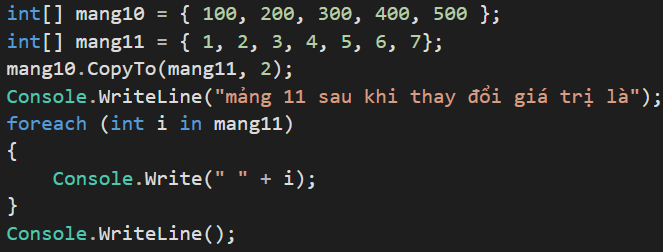 int[] mang10 = { 100, 200, 300, 400, 500 };
int[] mang11 = { 1, 2, 3, 4, 5, 6, 7};
mang10.CopyTo(mang11, 2);
Console.WriteLine("mảng 11 sau khi thay đổi giá trị là");
foreach (int i in mang11)
{
    Console.Write(" " + i);
}
Console.WriteLine();